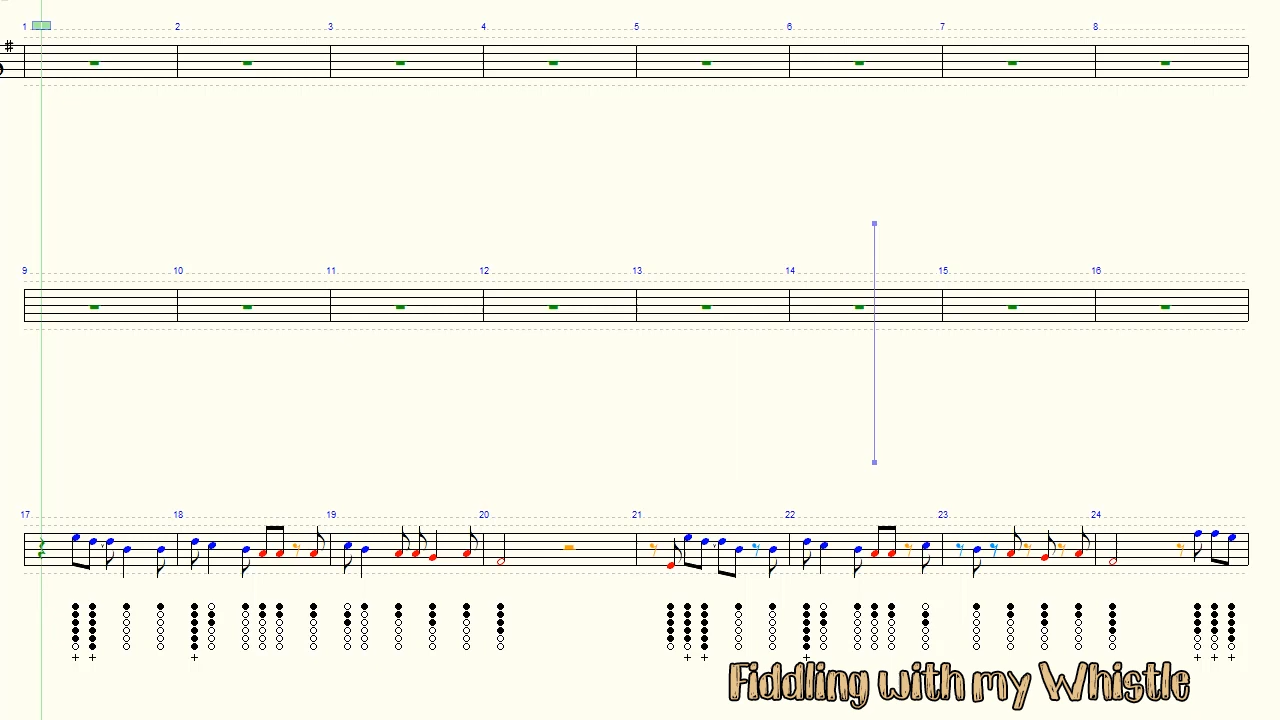 1 2 3 4 5 6 7 8
9 10 11 12 13 14 15 16
17 18 19 20 21 22 23 24
+ + + + + + + + +
Fiddling with my Whistle